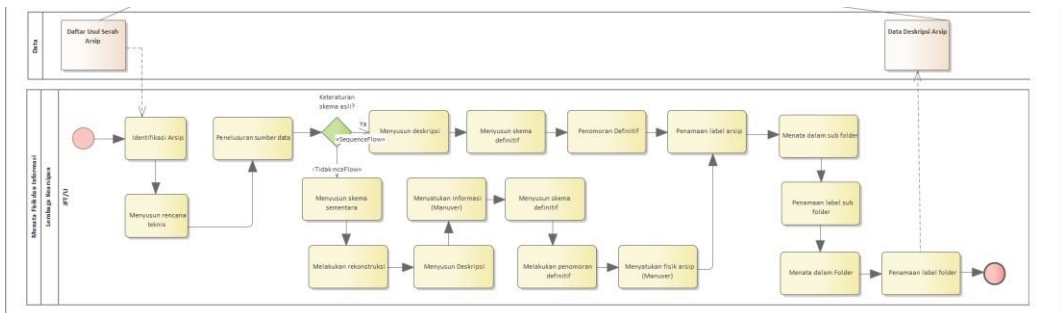 Data
Daftar Usul Serah
Arsip
Data Deskripsi Arsip
Menata Fisik dan Informasi
Lembaga Kearsipan
#Y/U
Identifikasi Arsip
Menyusun rencana
teknis
Penelusuran sumber data
Keteraturan
skema asli?
Ya
«SequenceFlow»
Menyusun deskripsi
Menyusun skema
definitif
Penomoran Definitif
Penamaan label arsip
Menata dalam sub folder
«TidaknceFlow»
Menyusun skema
sementara
Melakukan rekonstruksi
Menyusun Deskripsi
Menyatukan Informasi
(Manuver)
Menyusun skema
definitif
Melakukan penomoran
definitif
Menyatukan fisik arsip
(Manuver)
Penamaan label sub
folder
Menata dalam Folder
Penamaan label folder